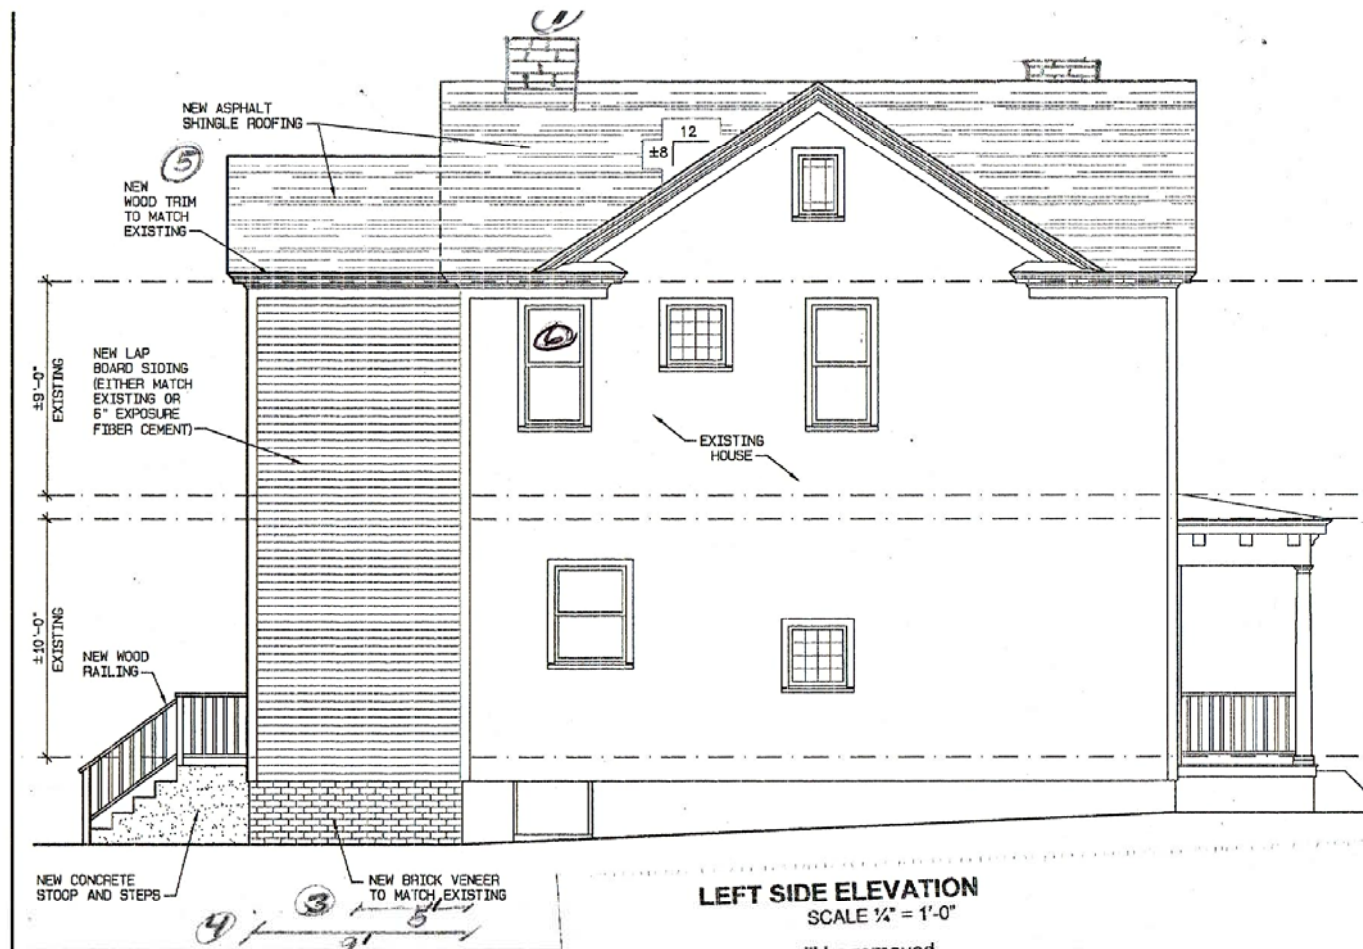 1
NEW ASPHALT
SHINGLE ROOFING
12
±8
5
NEW
WOOD TRIM
TO MATCH
EXISTING
6
NEW LAP
BOARD SIDING
(EITHER MATCH
EXISTING OR
6" EXPOSURE
FIBER CEMENT)
±9'-0"
EXISTING
EXISTING
HOUSE
±10'-0"
EXISTING
NEW WOOD
RAILING
NEW CONCRETE
STOOP AND STEPS
NEW BRICK VENEER
TO MATCH EXISTING
3
5
4
9'
LEFT SIDE ELEVATION
SCALE ¼" = 1'-0"
removed